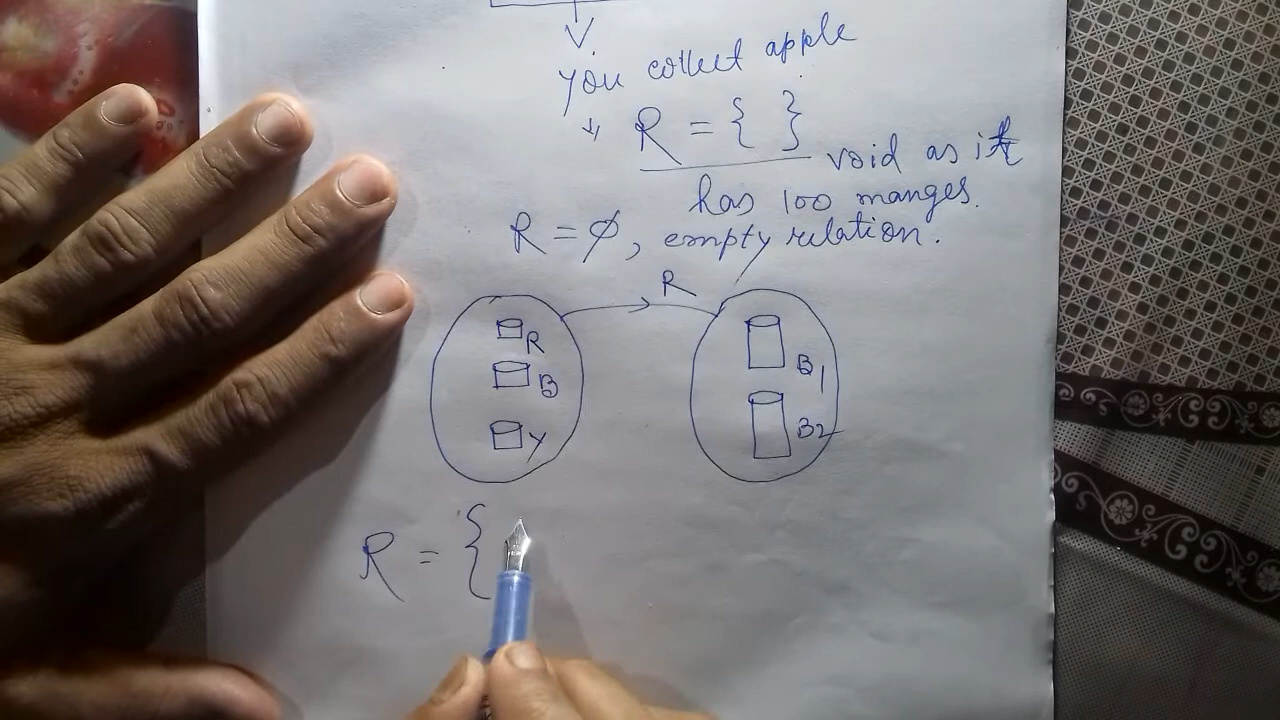 You collect apple
R = { }
void as it
has 100 manges.
R = ϕ, empty relation.
R
R
B
Y
B1
B2
R = {